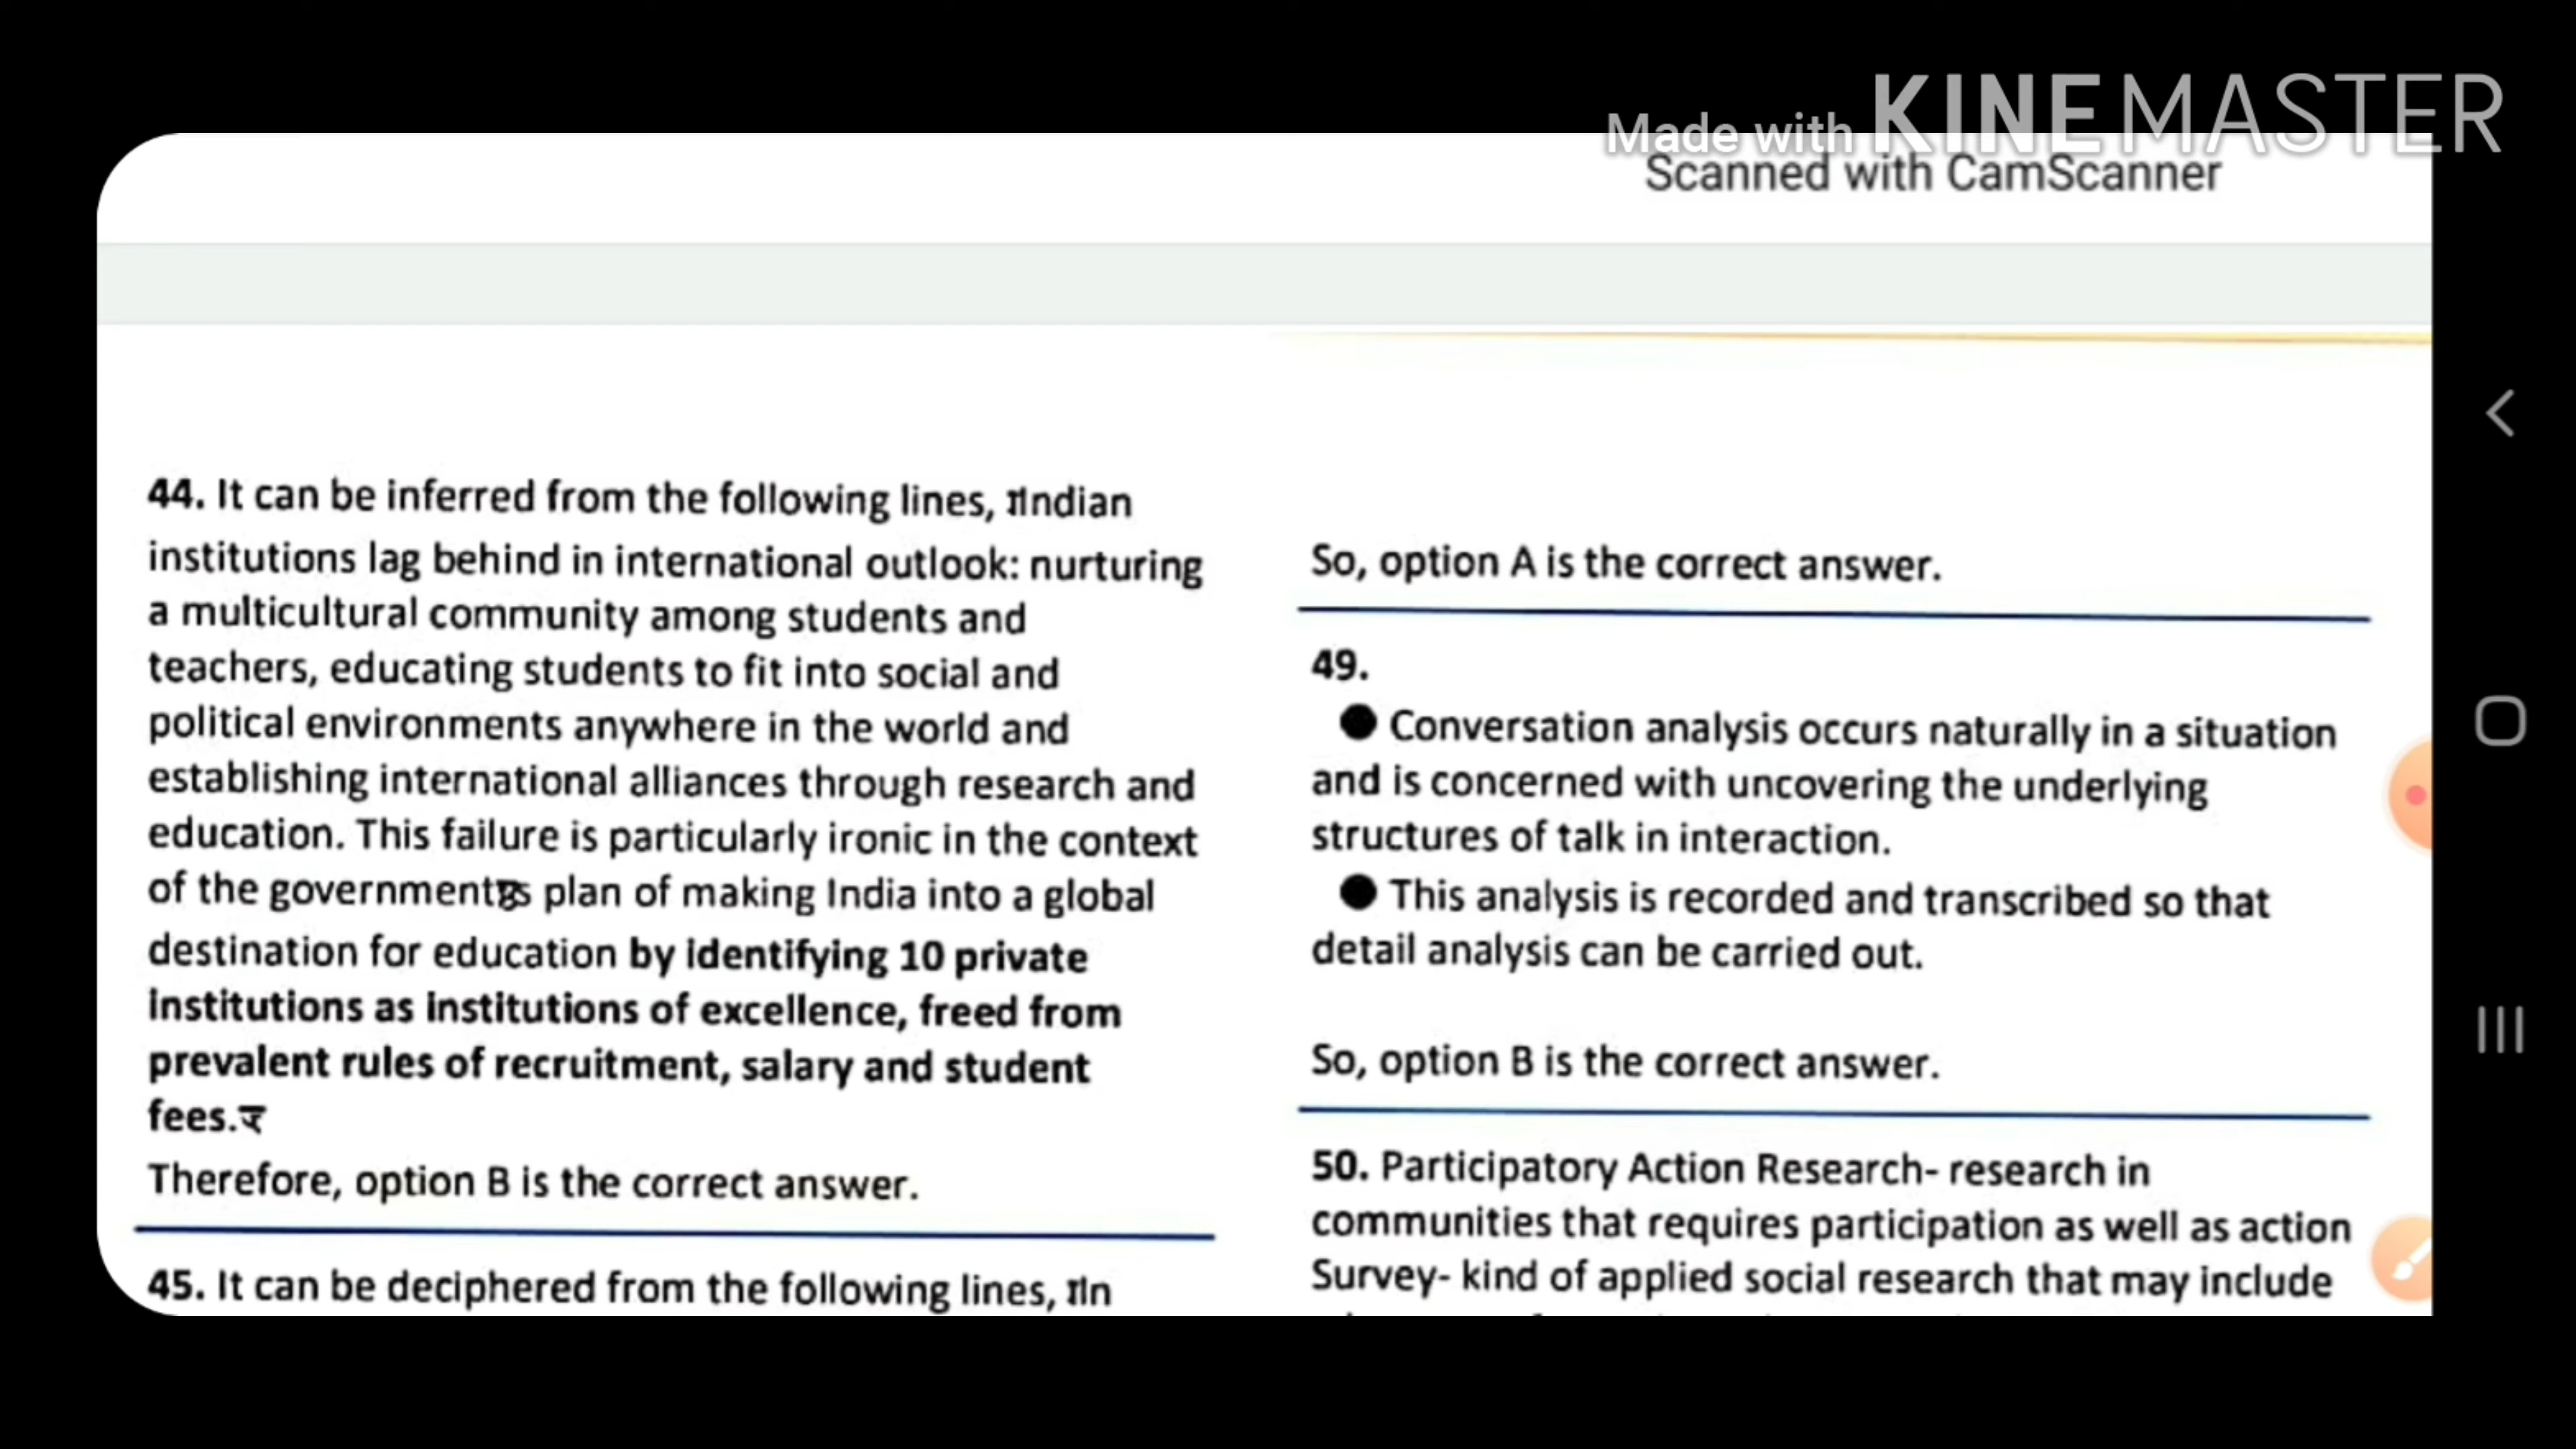 Made with KINEMASTER
Scanned with CamScanner
44. It can be inferred from the following lines, Indian
institutions lag behind in international outlook: nurturing
a multicultural community among students and
teachers, educating students to fit into social and
political environments anywhere in the world and
establishing international alliances through research and
education. This failure is particularly ironic in the context
of the governments plan of making India into a global
destination for education by identifying 10 private
institutions as institutions of excellence, freed from
prevalent rules of recruitment, salary and student
fees.
Therefore, option B is the correct answer.
45. It can be deciphered from the following lines, In
So, option A is the correct answer.
49.
● Conversation analysis occurs naturally in a situation
and is concerned with uncovering the underlying
structures of talk in interaction.
● This analysis is recorded and transcribed so that
detail analysis can be carried out.
So, option B is the correct answer.
50. Participatory Action Research- research in
communities that requires participation as well as action
Survey- kind of applied social research that may include